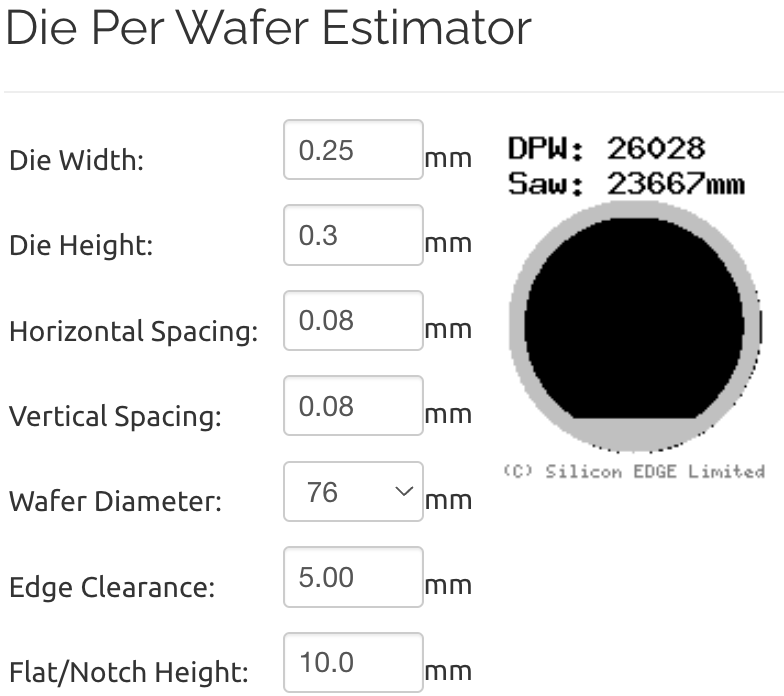 Die Per Wafer Estimator
Die Width: 0.25 mm
DPW: 26028
Saw: 23667mm
Die Height: 0.3 mm
Horizontal Spacing: 0.08 mm
Vertical Spacing: 0.08 mm
(C) Silicon EDGE Limited
Wafer Diameter: 76 mm
Edge Clearance: 5.00 mm
Flat/Notch Height: 10.0 mm